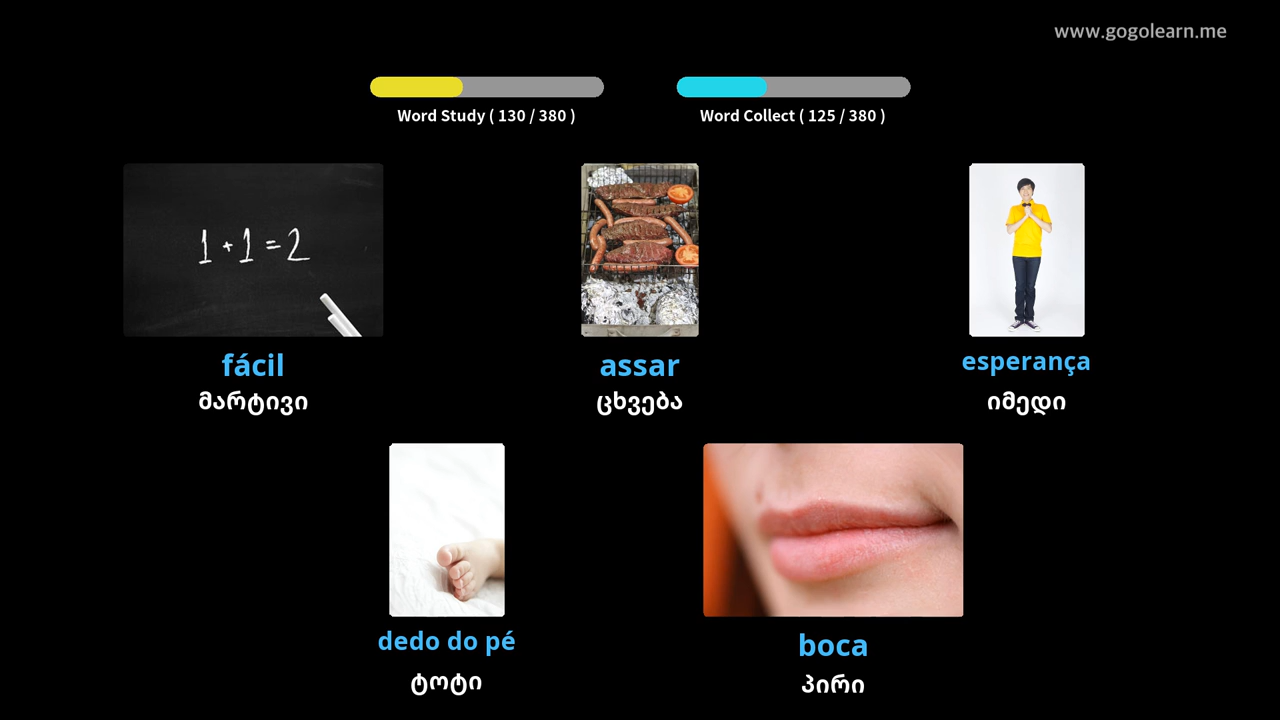 www.gogolearn.me
Word Study ( 130 / 380 )
Word Collect ( 125 / 380 )
1 + 1 = 2
fácil
მარტივი
assar
ცხვება
esperança
იმედი
dedo do pé
ტოტი
boca
პირი